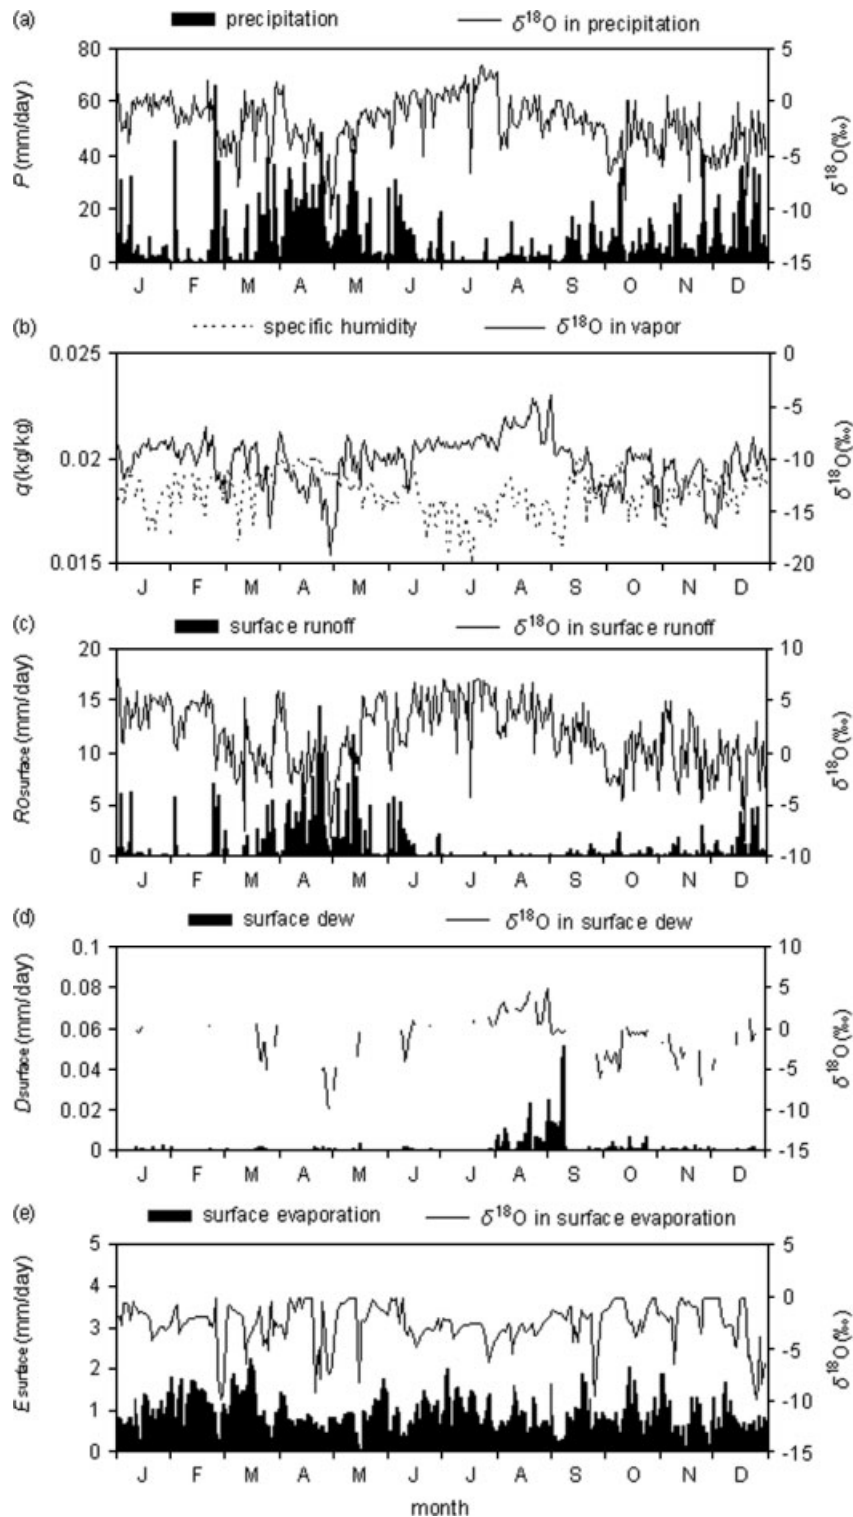 (a) precipitation δ¹⁸O in precipitation
80 5
60 0
40 -5
20 -10
0 -15
P (mm/day)
δ¹⁸O(‰)
J F M A M J J A S O N D
(b) specific humidity δ¹⁸O in vapor
0.025 0
-5
0.02 -10
-15
0.015 -20
q (kg/kg)
δ¹⁸O(‰)
J F M A M J J A S O N D
(c) surface runoff δ¹⁸O in surface runoff
20 10
15 5
10 0
5 -5
0 -10
Rosurface (mm/day)
δ¹⁸O(‰)
J F M A M J J A S O N D
(d) surface dew δ¹⁸O in surface dew
0.1 10
0.08 5
0.06 0
0.04 -5
0.02 -10
0 -15
Dsurface (mm/day)
δ¹⁸O(‰)
J F M A M J J A S O N D
(e) surface evaporation δ¹⁸O in surface evaporation
5 5
4 0
3
2 -5
1 -10
0 -15
E surface (mm/day)
δ¹⁸O(‰)
J F M A M J J A S O N D
month